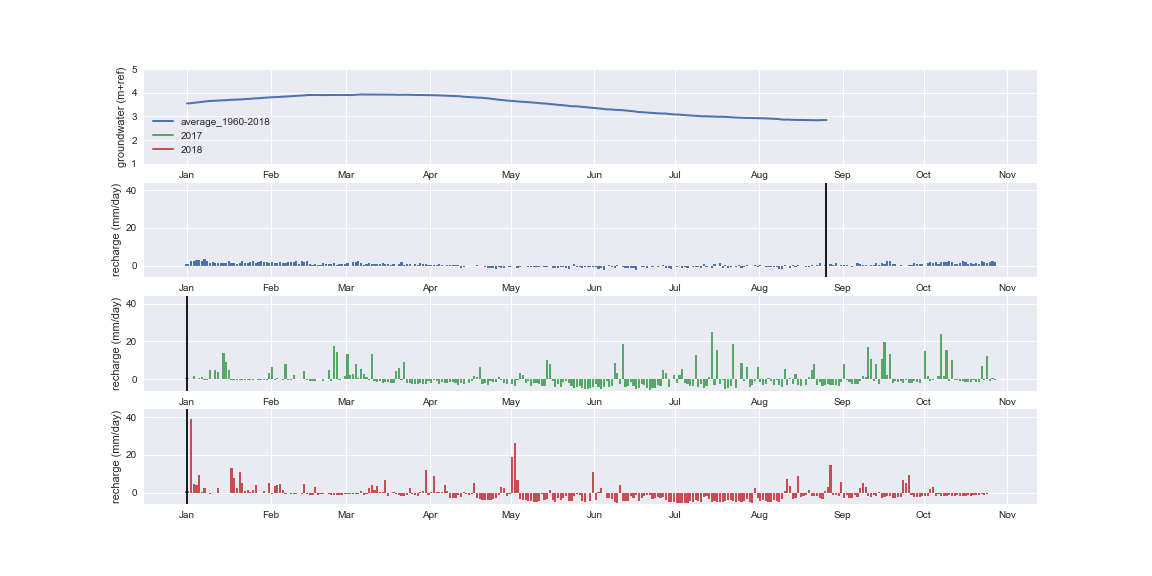 groundwater (m+ref)
5
4
3
2
1
average_1960-2018
2017
2018
Jan Feb Mar Apr May Jun Jul Aug Sep Oct Nov
recharge (mm/day)
40
20
0
Jan Feb Mar Apr May Jun Jul Aug Sep Oct Nov
recharge (mm/day)
40
20
0
Jan Feb Mar Apr May Jun Jul Aug Sep Oct Nov
recharge (mm/day)
40
20
0
Jan Feb Mar Apr May Jun Jul Aug Sep Oct Nov